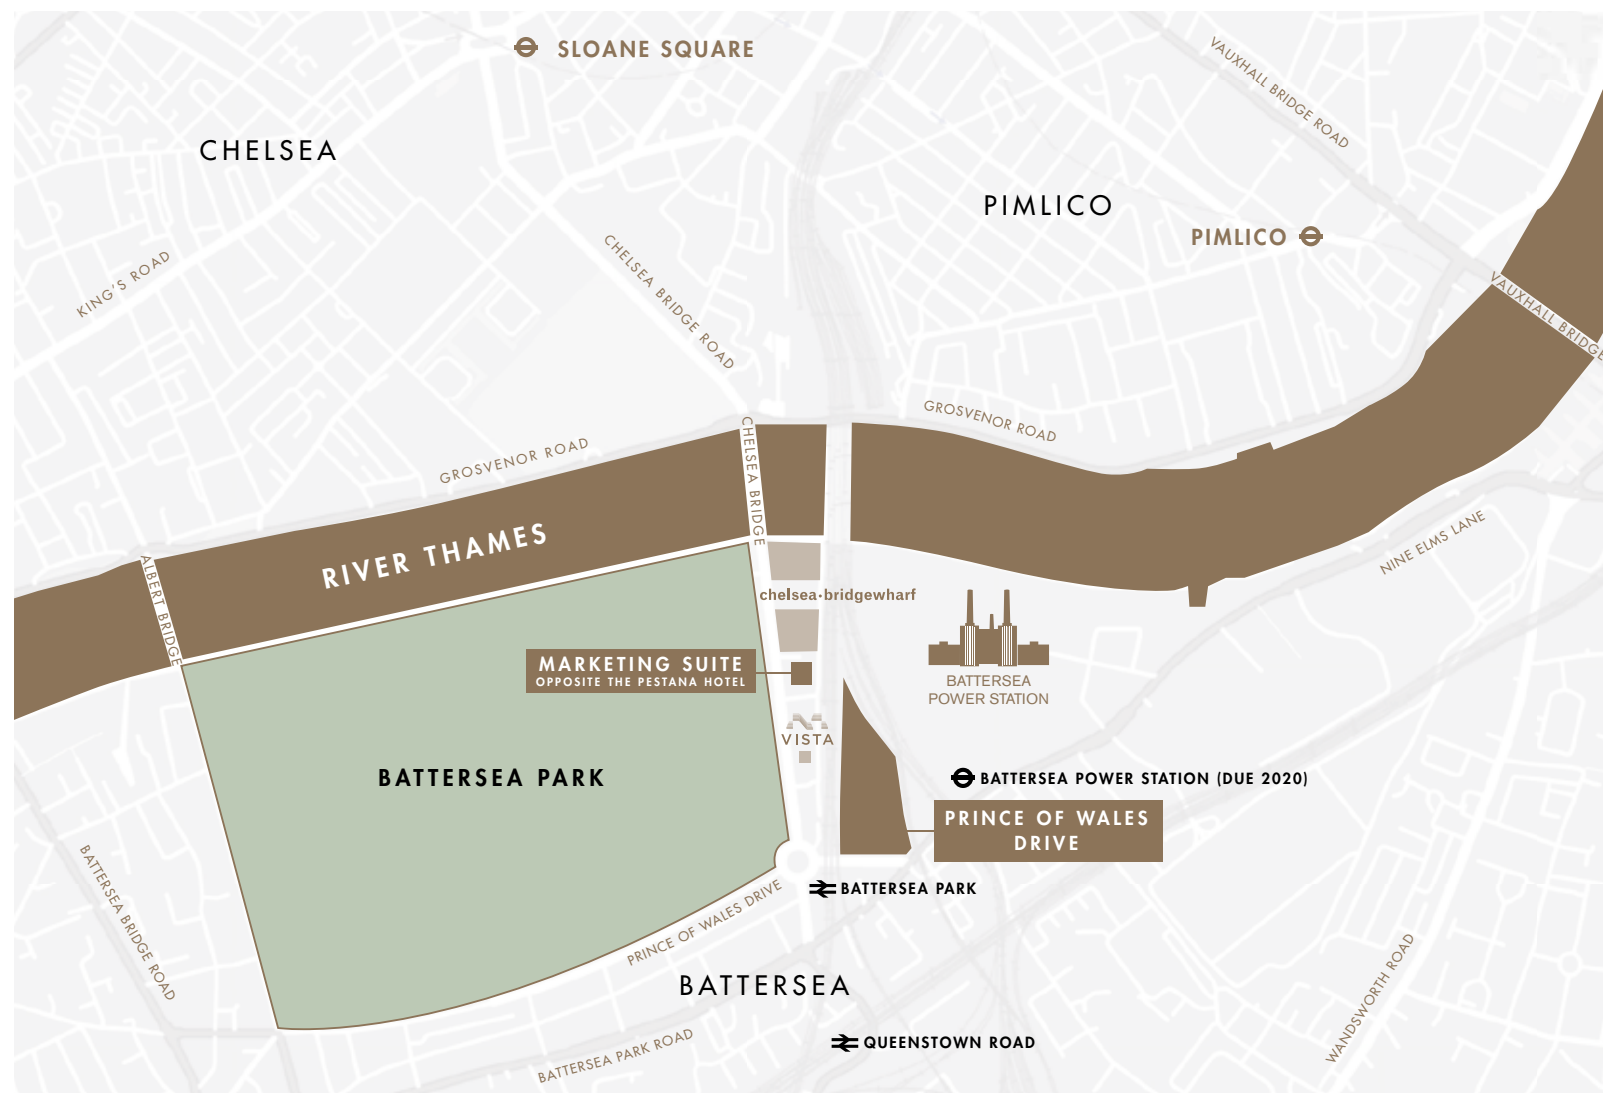 SLOANE SQUARE
VAUXHALL BRIDGE ROAD
CHELSEA
PIMLICO
PIMLICO
KING'S ROAD
CHELSEA BRIDGE ROAD
VAUXHALL BRIDGE
GROSVENOR ROAD
GROSVENOR ROAD
CHELSEA BRIDGE
RIVER THAMES
NINE ELMS LANE
ALBERT BRIDGE
chelsea·bridgewharf
MARKETING SUITE
OPPOSITE THE PESTANA HOTEL
BATTERSEA
POWER STATION
VISTA
BATTERSEA PARK
BATTERSEA POWER STATION (DUE 2020)
PRINCE OF WALES
DRIVE
BATTERSEA PARK
BATTERSEA BRIDGE ROAD
PRINCE OF WALES DRIVE
BATTERSEA
WANDSWORTH ROAD
QUEENSTOWN ROAD
BATTERSEA PARK ROAD